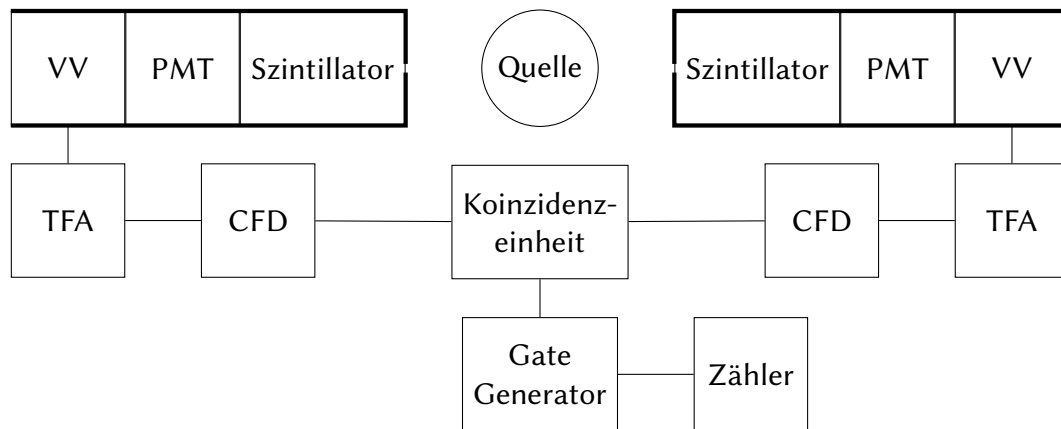 VV PMT Szintillator Quelle Szintillator PMT VV
TFA CFD Koinzidenz-
einheit CFD TFA
Gate
Generator Zähler